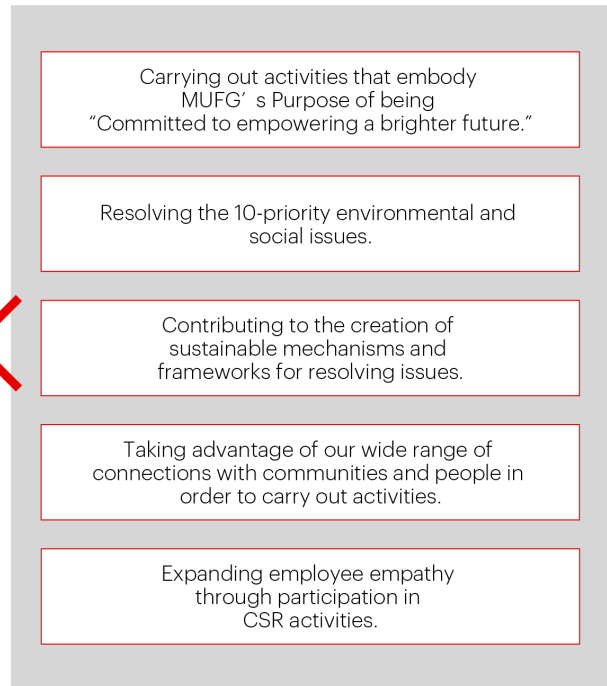 Carrying out activities that embody
MUFG’ s Purpose of being
“Committed to empowering a brighter future.”
Resolving the 10-priority environmental and
social issues.
Contributing to the creation of
sustainable mechanisms and
frameworks for resolving issues.
Taking advantage of our wide range of
connections with communities and people in
order to carry out activities.
Expanding employee empathy
through participation in
CSR activities.